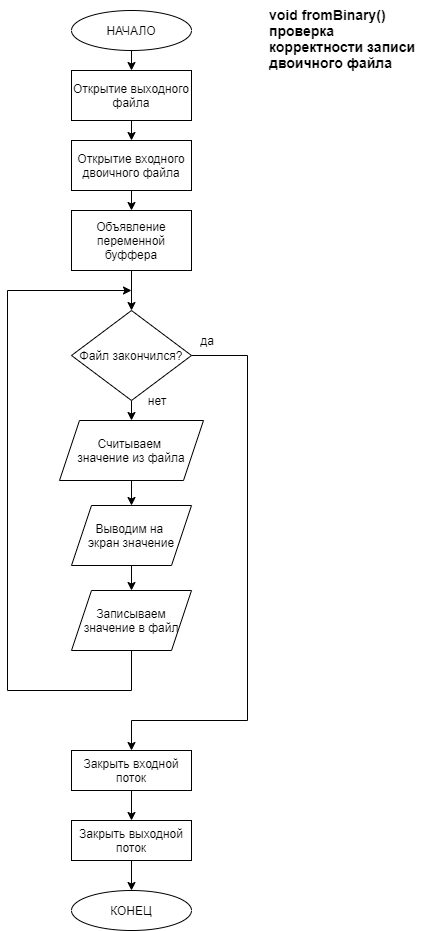 void fromBinary()
проверка
корректности записи
двоичного файла
НАЧАЛО
Открытие выходного
файла
Открытие входного
двоичного файла
Объявление
переменной
буффера
Файл закончился?
да
нет
Считываем
значение из файла
Выводим на
экран значение
Записываем
значение в файл
Закрыть входной
поток
Закрыть выходной
поток
КОНЕЦ